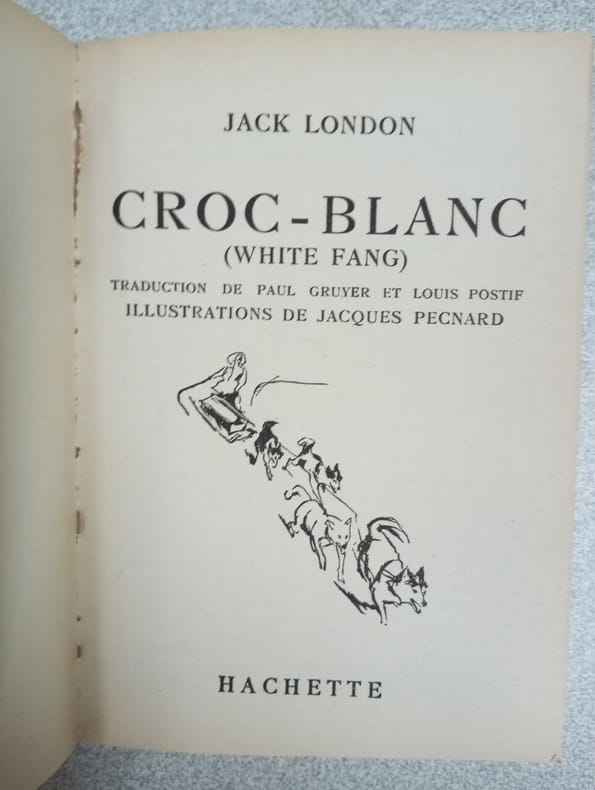 JACK LONDON
CROC-BLANC
(WHITE FANG)
TRADUCTION DE PAUL GRUYER ET LOUIS POSTIF
ILLUSTRATIONS DE JACQUES PECNARD
HACHETTE